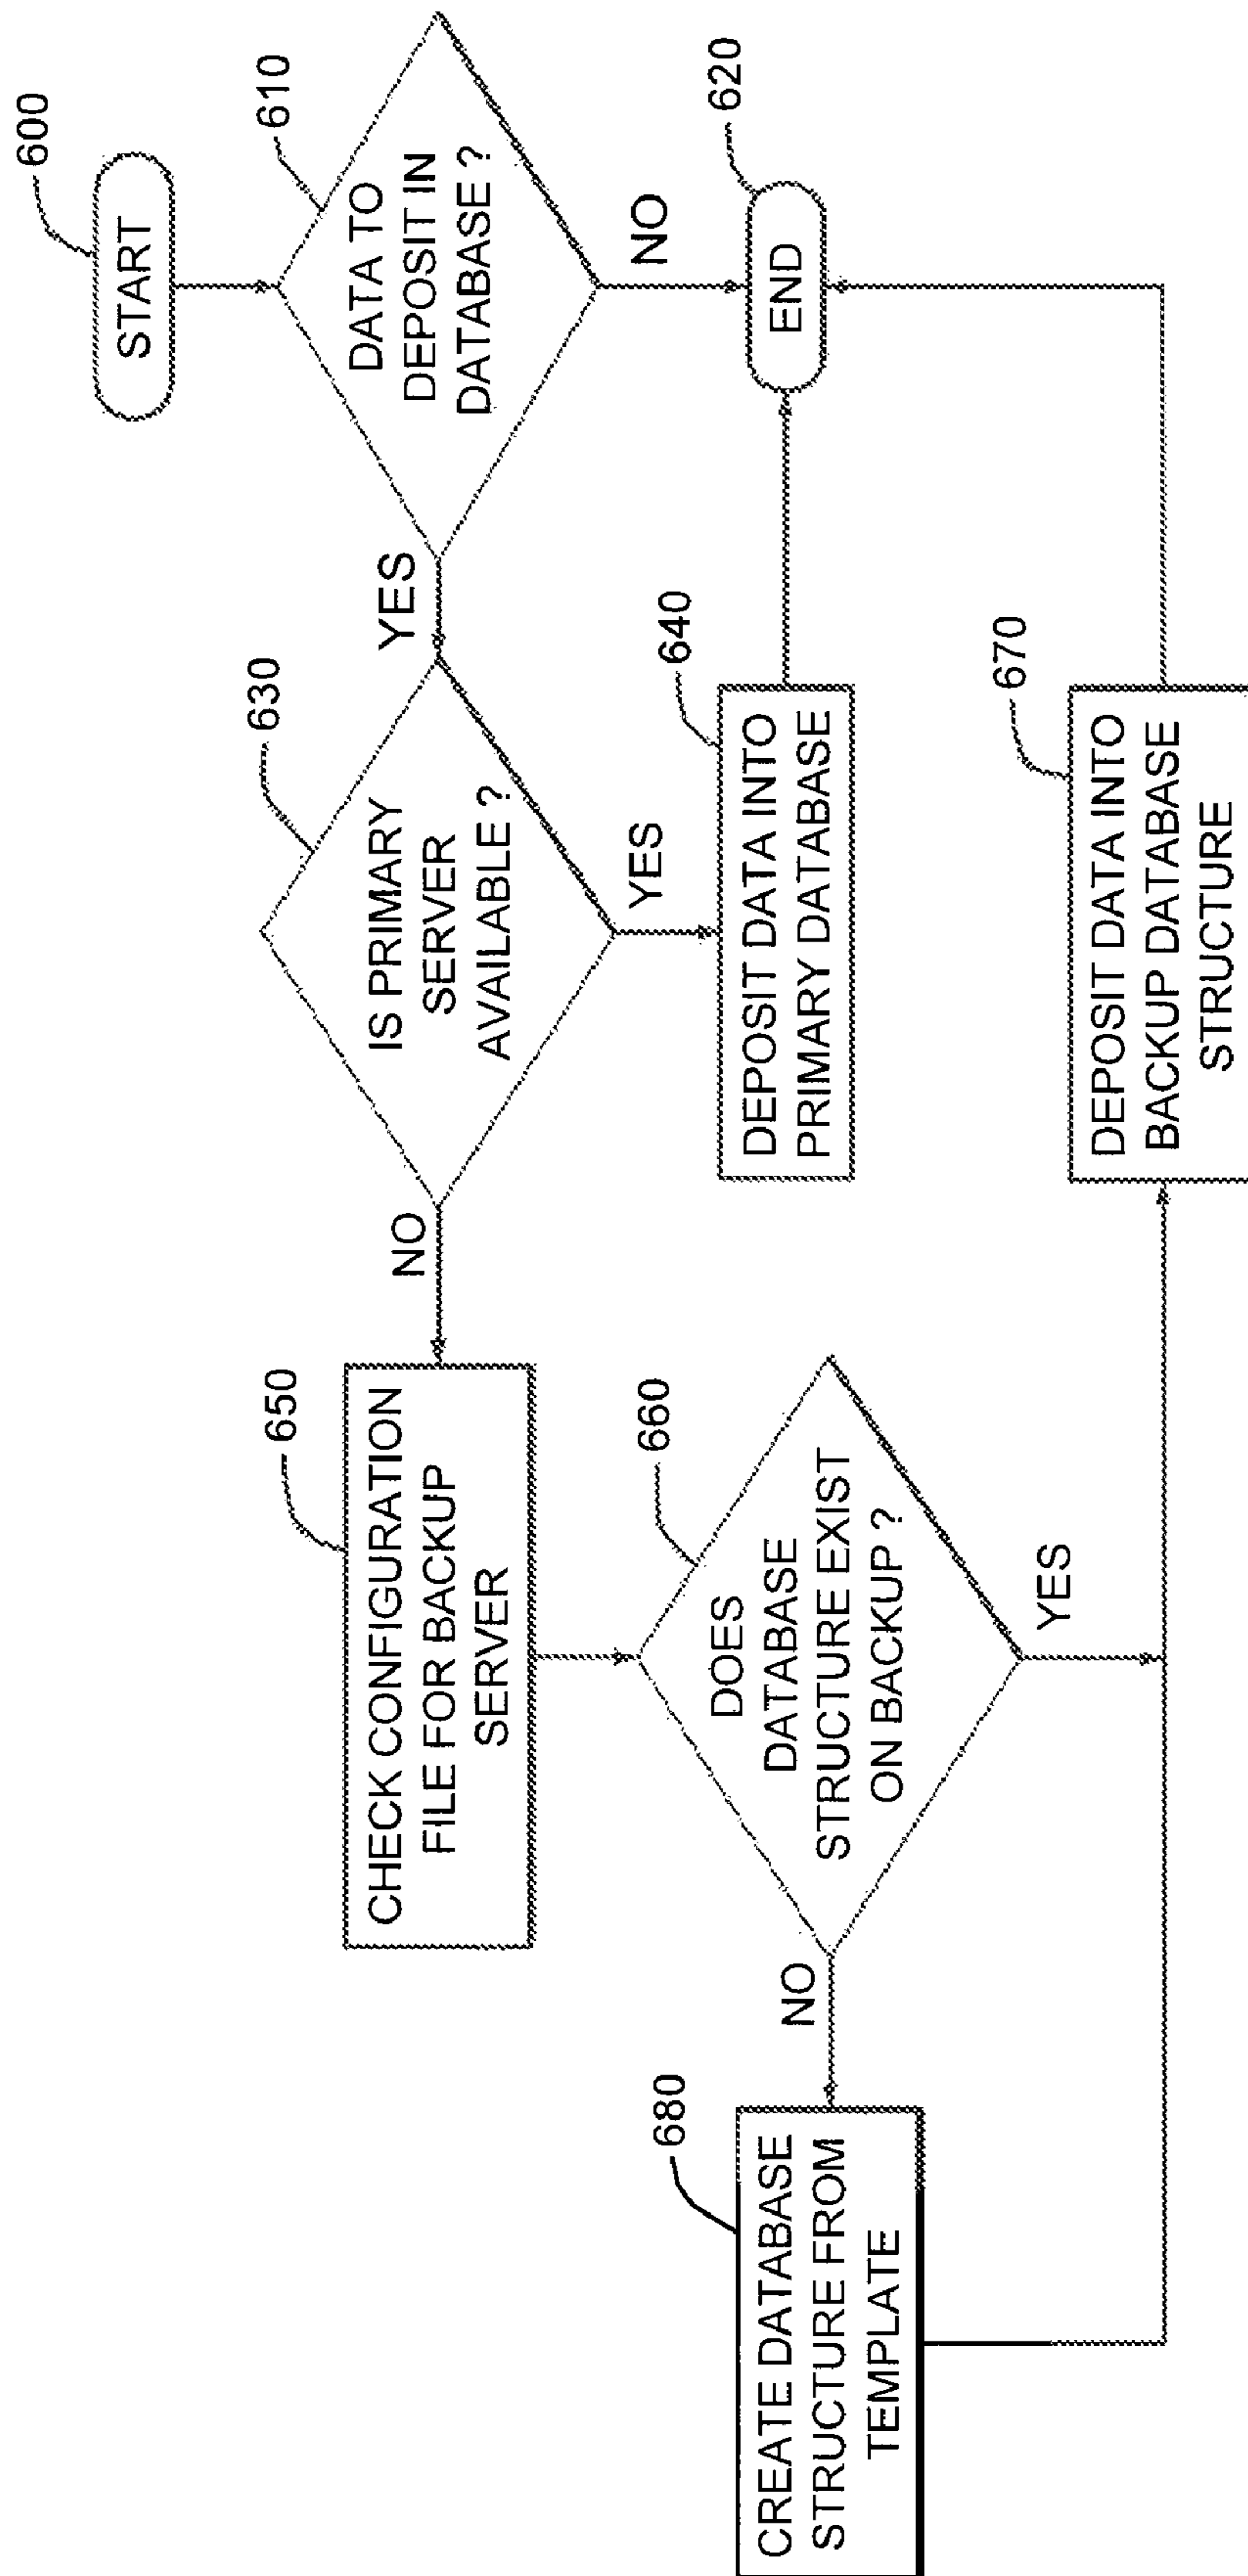 600
START
610
DATA TO
DEPOSIT IN
DATABASE ?
YES
NO
620
END
630
IS PRIMARY
SERVER
AVAILABLE ?
NO
YES
640
DEPOSIT DATA INTO
PRIMARY DATABASE
650
CHECK CONFIGURATION
FILE FOR BACKUP
SERVER
660
DOES
DATABASE
STRUCTURE EXIST
ON BACKUP ?
NO
YES
670
DEPOSIT DATA INTO
BACKUP DATABASE
STRUCTURE
680
CREATE DATABASE
STRUCTURE FROM
TEMPLATE